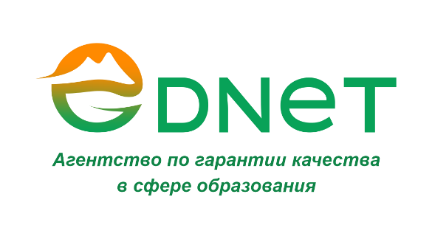 eDNeT
Агентство по гарантии качества
в сфере образования